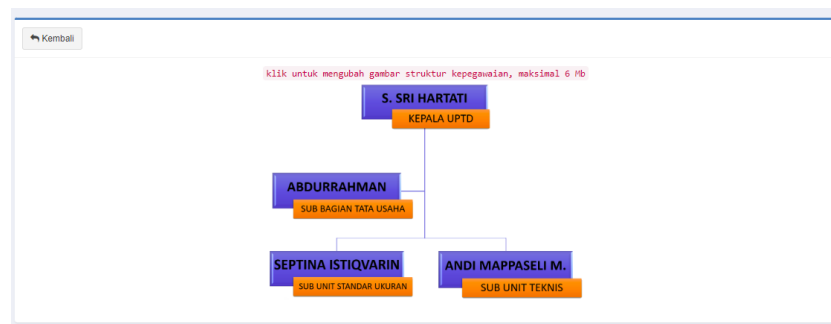 Kembali
klik untuk mengubah gambar struktur kepegawaian, maksimal 6 Mb
S. SRI HARTATI
KEPALA UPTD
ABDURRAHMAN
SUB BAGIAN TATA USAHA
SEPTINA ISTIQVARIN
SUB UNIT STANDAR UKURAN
ANDI MAPPASELI M.
SUB UNIT TEKNIS